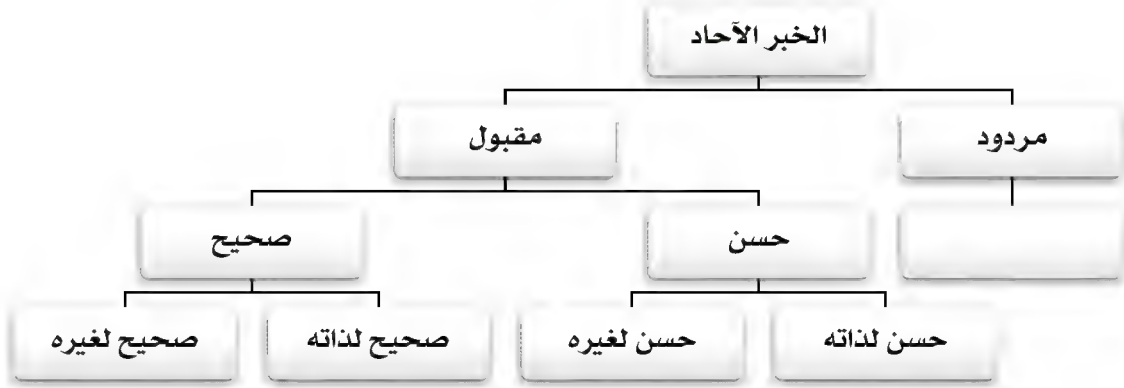 الخبر الآحاد
مردود
مقبول
حسن
صحيح
حسن لذاته
حسن لغيره
صحيح لذاته
صحيح لغيره